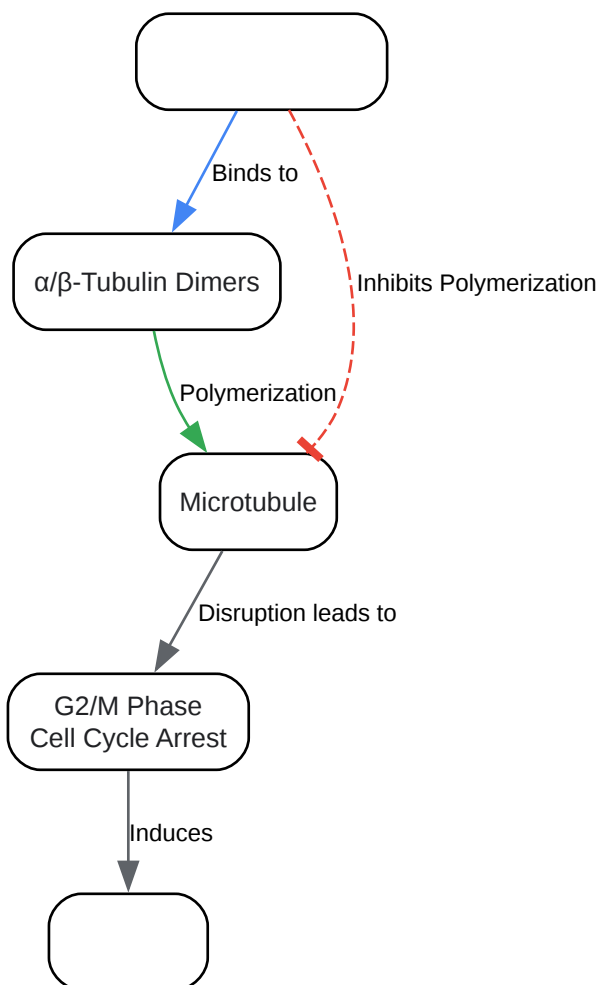 Binds to
α/β-Tubulin Dimers
Inhibits Polymerization
Polymerization
Microtubule
Disruption leads to
G2/M Phase
Cell Cycle Arrest
Induces